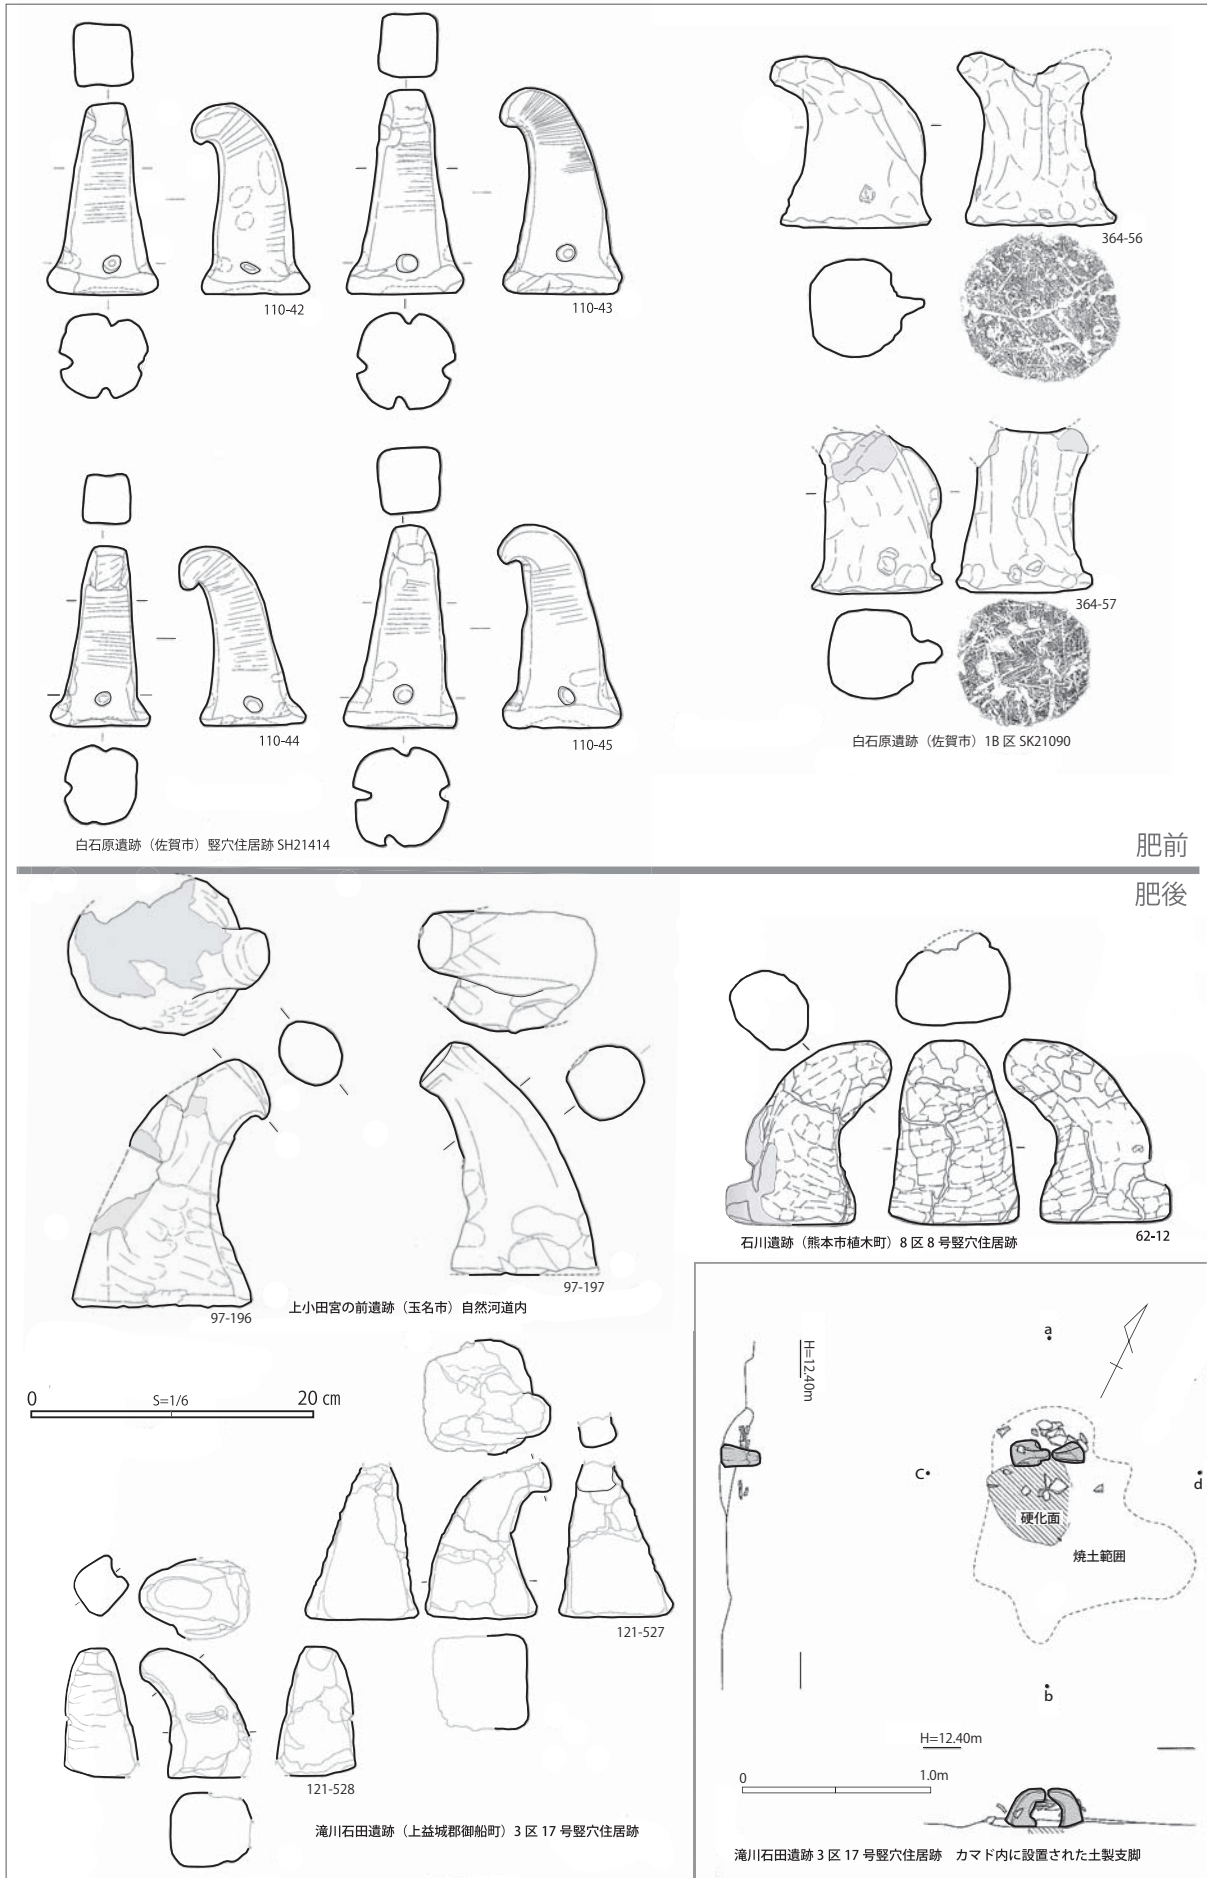 110-42
110-43
364-56
110-44
110-45
364-57
白石原遺跡（佐賀市）1B 区 SK21090
白石原遺跡（佐賀市）竪穴住居跡 SH21414
肥前
肥後
97-196
97-197
上小田宮の前遺跡（玉名市）自然河道内
石川遺跡（熊本市植木町）8 区 8 号竪穴住居跡
62-12
0 S=1/6 20 cm
121-527
121-528
滝川石田遺跡（上益城郡御船町）3 区 17 号竪穴住居跡
a
H=12.40m
C
d
硬化面
焼土範囲
b
H=12.40m
0 1.0m
滝川石田遺跡 3 区 17 号竪穴住居跡 カマド内に設置された土製支脚